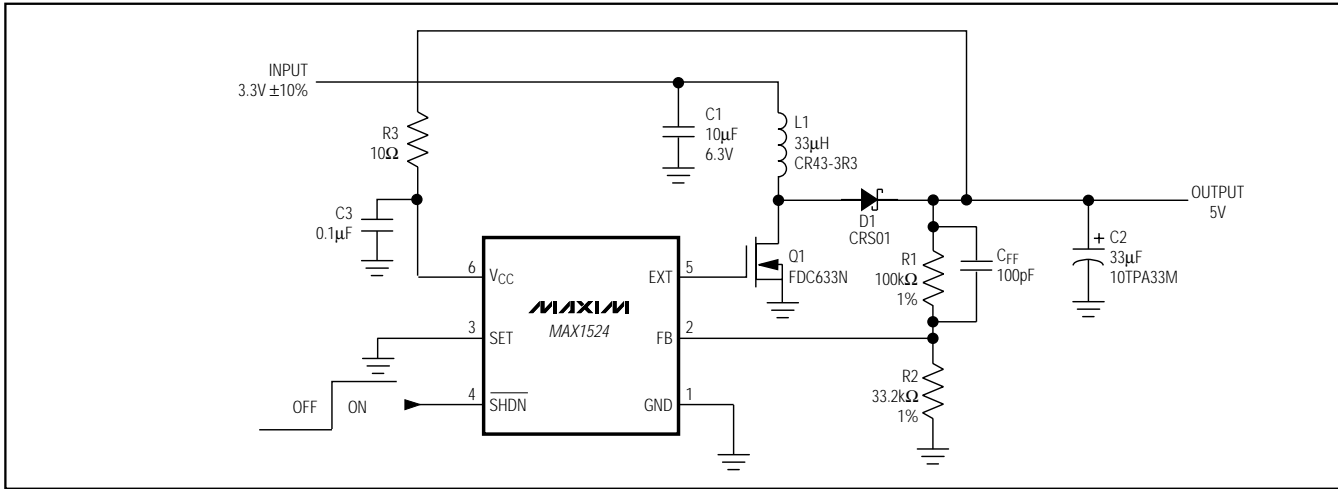 INPUT
3.3V ±10%
R3
10Ω
C3
0.1µF
C1
10µF
6.3V
L1
33µH
CR43-3R3
D1
CRS01
OUTPUT
5V
Q1
FDC633N
R1
100kΩ
1%
CFF
100pF
+ C2
33µF
10TPA33M
6 VCC
EXT 5
MAXIM
MAX1524
3 SET
FB 2
4 SHDN
GND 1
OFF ON
R2
33.2kΩ
1%